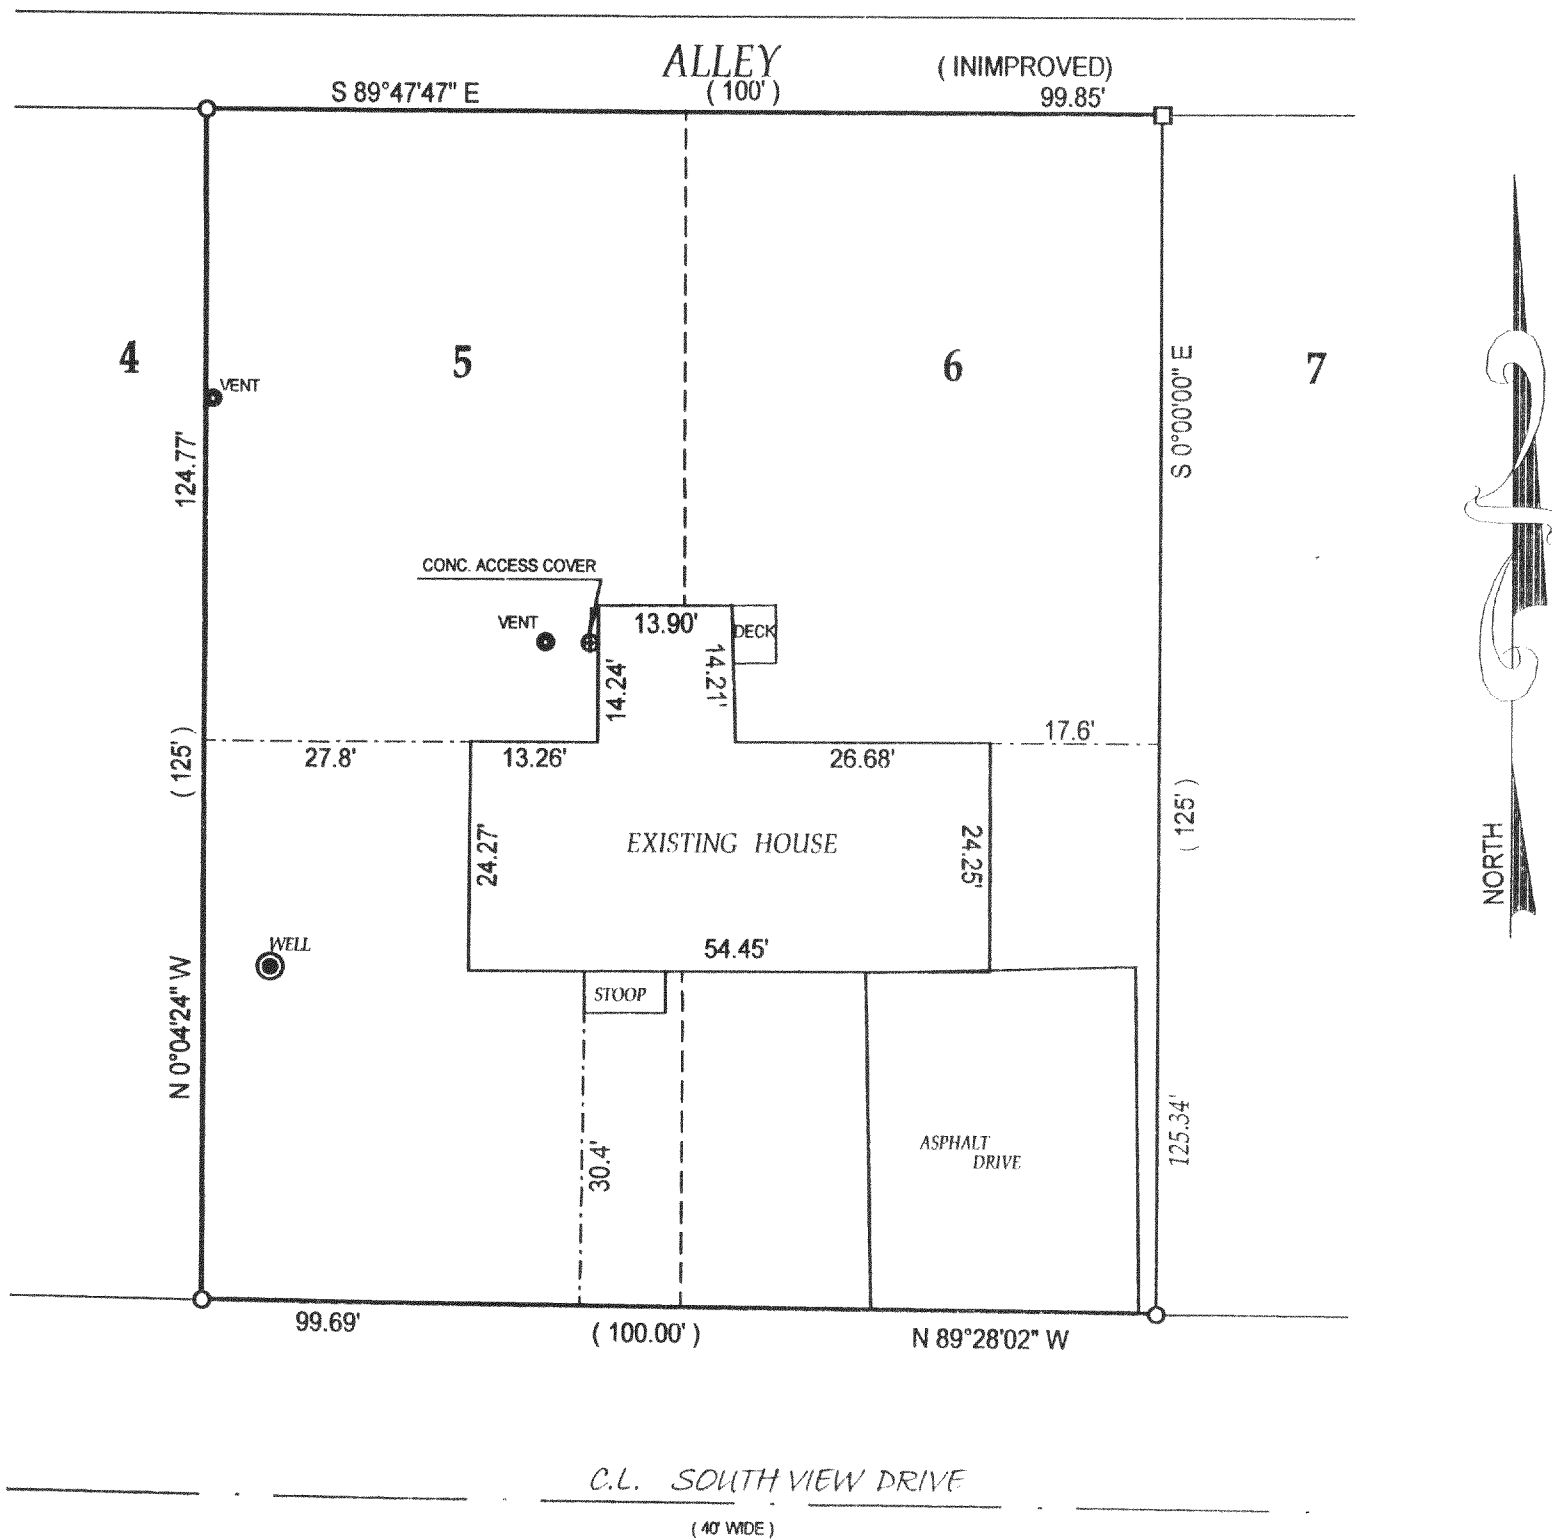 ALLEY
( INIMPROVED)
S 89°47'47" E
( 100' )
99.85'
4
5
6
7
VENT
124.77'
S 0°00'00" E
CONC. ACCESS COVER
VENT
13.90'
DECK
14.24'
14.21'
( 125' )
27.8'
13.26'
26.68'
17.6'
( 125' )
EXISTING HOUSE
24.27'
24.25'
NORTH
WELL
54.45'
STOOP
N 0°04'24" W
30.4'
ASPHALT
DRIVE
125.34'
99.69'
( 100.00' )
N 89°28'02" W
C.L. SOUTH VIEW DRIVE
( 40' WIDE )